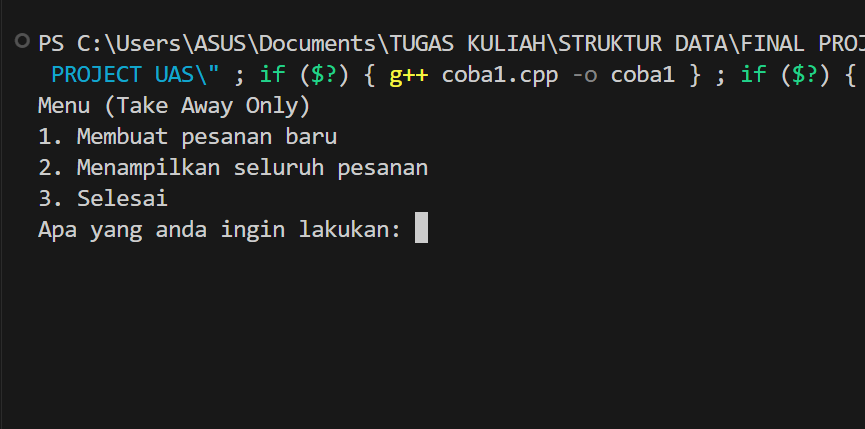 PS C:\Users\ASUS\Documents\TUGAS KULIAH\STRUKTUR DATA\FINAL PROJ
PROJECT UAS\" ; if ($?) { g++ coba1.cpp -o coba1 } ; if ($?) {
Menu (Take Away Only)
1. Membuat pesanan baru
2. Menampilkan seluruh pesanan
3. Selesai
Apa yang anda ingin lakukan: